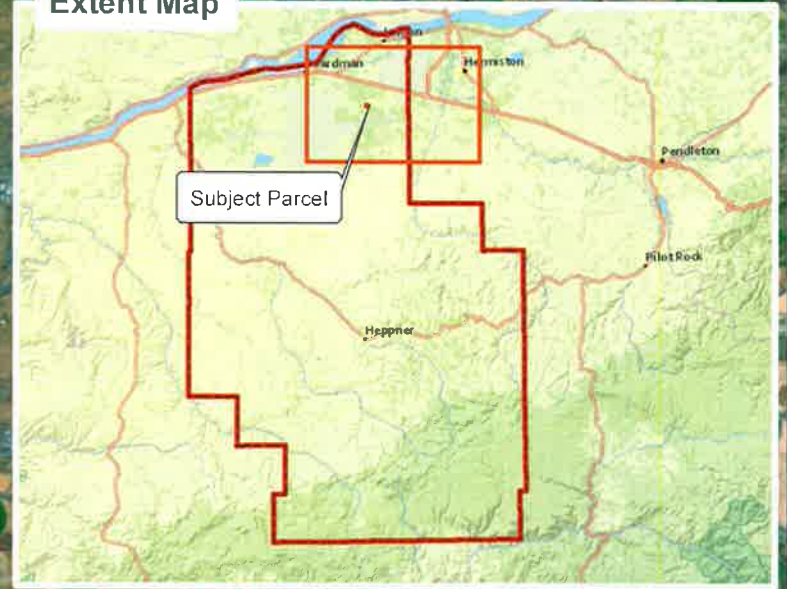 Extent Map
Hermiston
Pendleton
Subject Parcel
Pilot Rock
Heppner